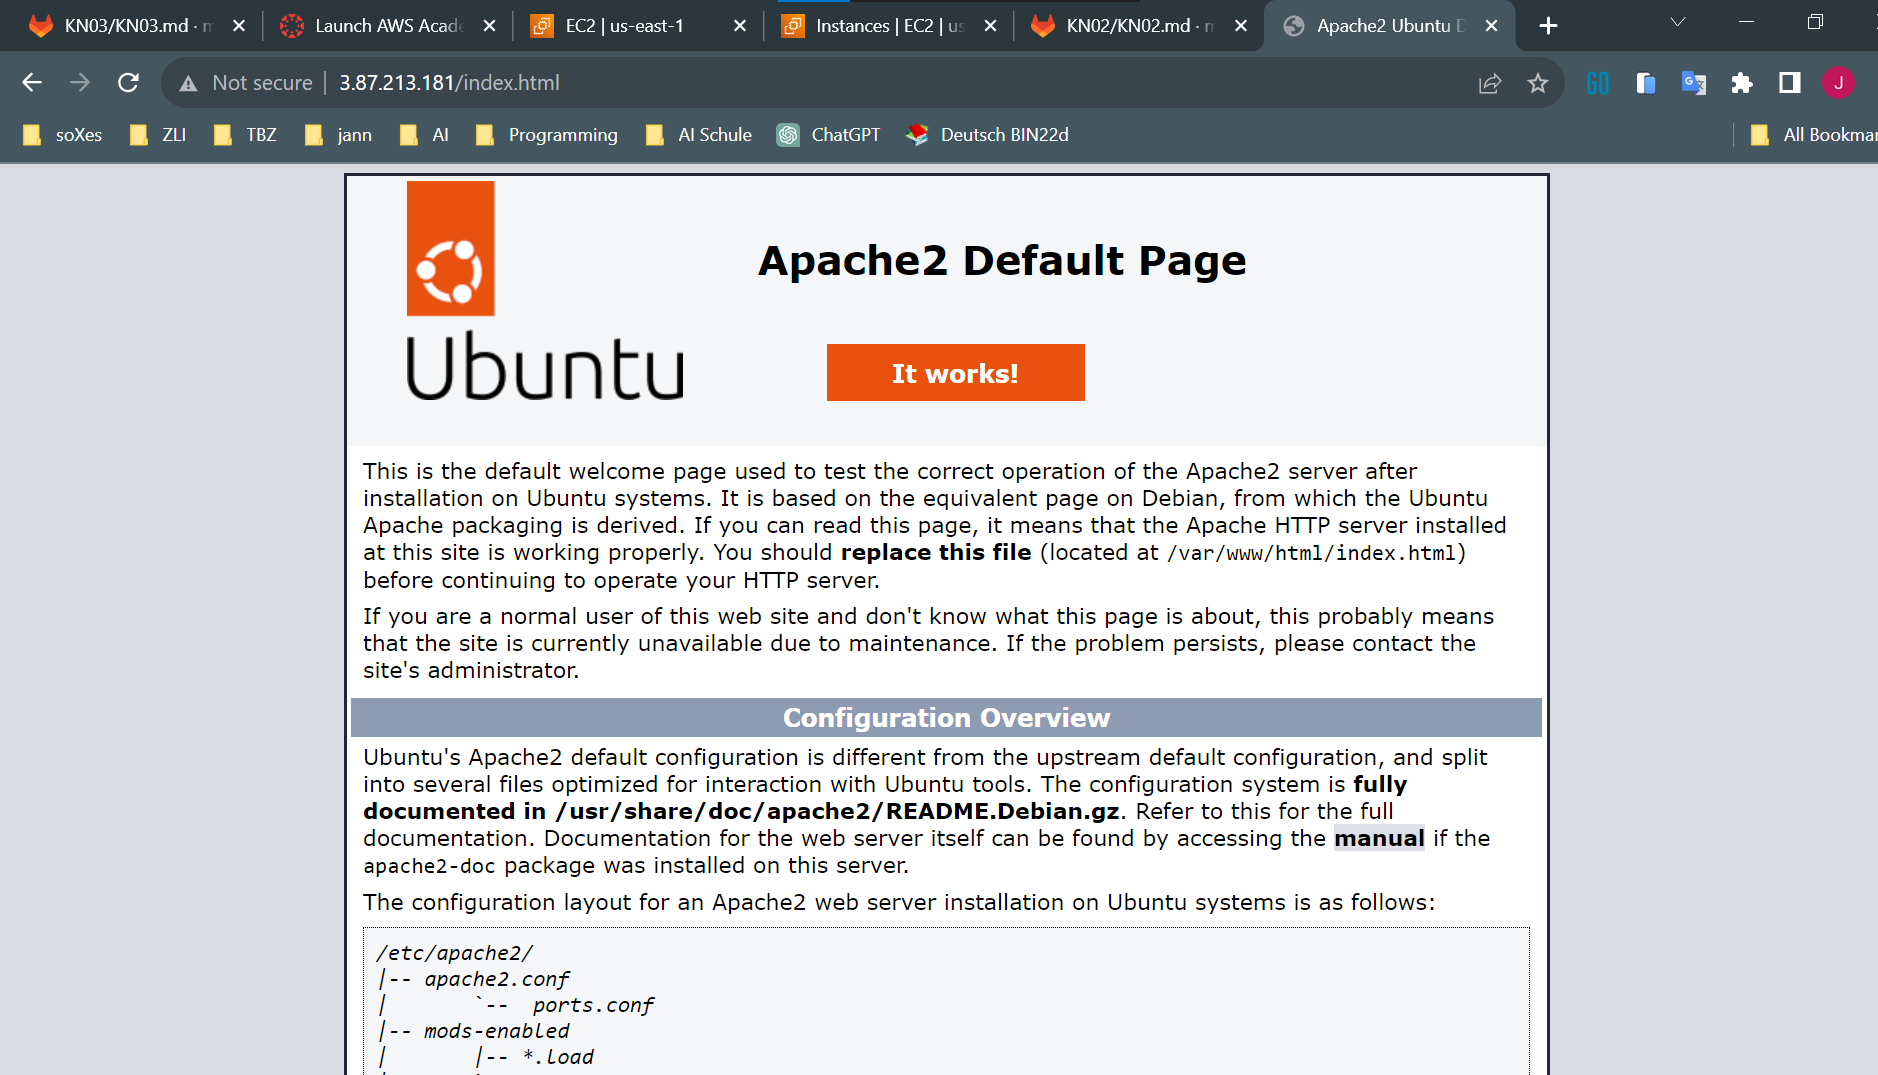 KN03/KN03.md · m
Launch AWS Acade
EC2 | us-east-1
Instances | EC2 | us
KN02/KN02.md · m
Apache2 Ubuntu D
Not secure
3.87.213.181/index.html
GO
J
soXes
ZLI
TBZ
jann
AI
Programming
AI Schule
ChatGPT
Deutsch BIN22d
All Bookmar
Apache2 Default Page
Ubuntu
It works!
This is the default welcome page used to test the correct operation of the Apache2 server after
installation on Ubuntu systems. It is based on the equivalent page on Debian, from which the Ubuntu
Apache packaging is derived. If you can read this page, it means that the Apache HTTP server installed
at this site is working properly. You should replace this file (located at /var/www/html/index.html)
before continuing to operate your HTTP server.
If you are a normal user of this web site and don't know what this page is about, this probably means
that the site is currently unavailable due to maintenance. If the problem persists, please contact the
site's administrator.
Configuration Overview
Ubuntu's Apache2 default configuration is different from the upstream default configuration, and split
into several files optimized for interaction with Ubuntu tools. The configuration system is fully
documented in /usr/share/doc/apache2/README.Debian.gz. Refer to this for the full
documentation. Documentation for the web server itself can be found by accessing the manual if the
apache2-doc package was installed on this server.
The configuration layout for an Apache2 web server installation on Ubuntu systems is as follows:
/etc/apache2/
|-- apache2.conf
|       `--  ports.conf
|-- mods-enabled
|       |-- *.load